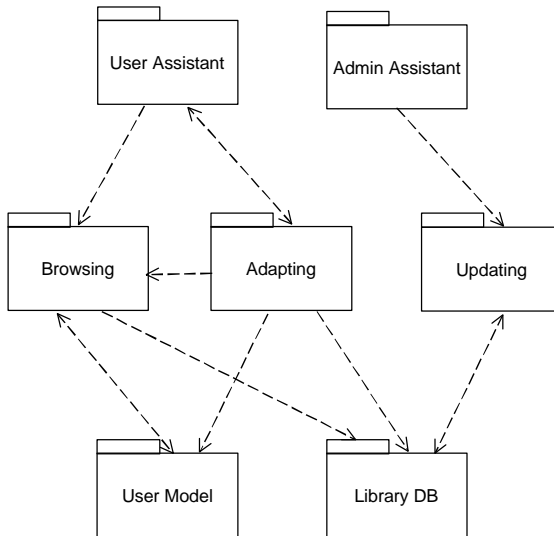 User Assistant
Admin Assistant
Browsing
Adapting
Updating
User Model
Library DB